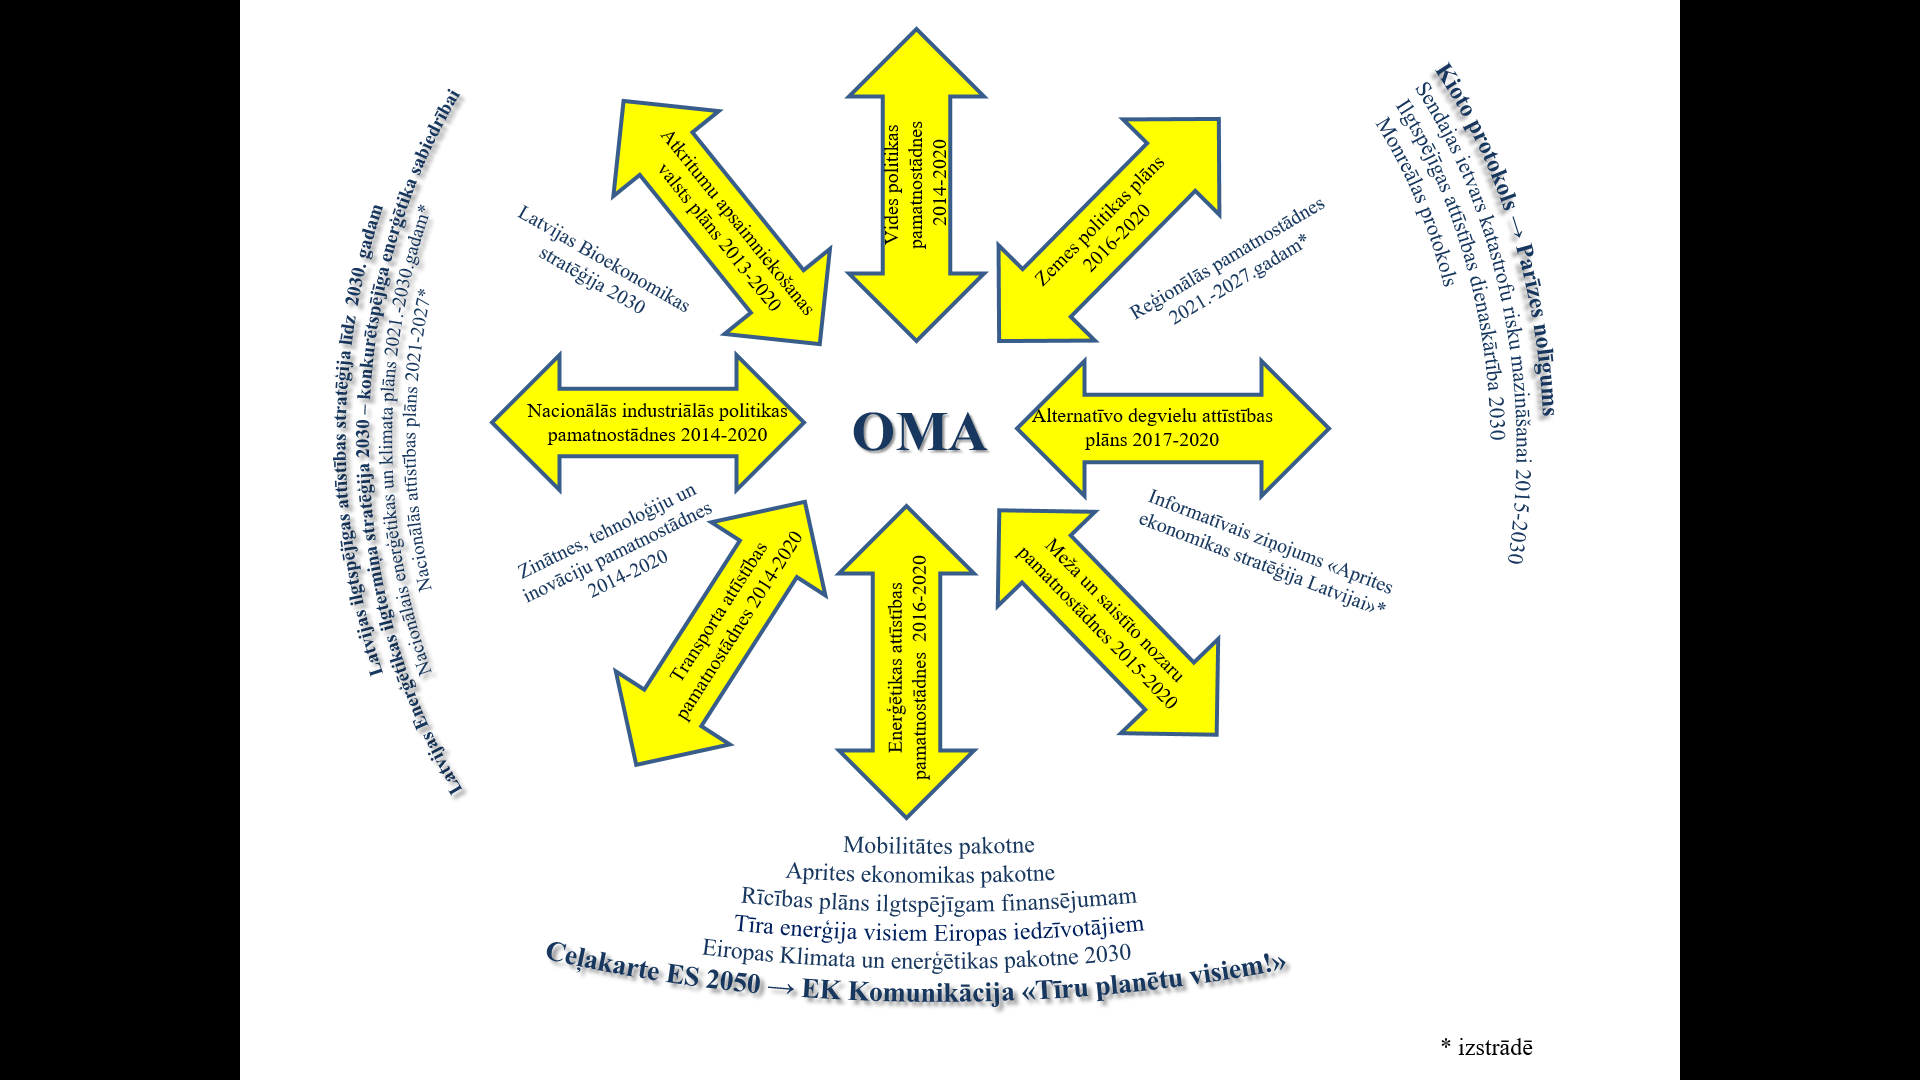 Vides politikas
pamatnostādnes
2014-2020
Atkritumu apsaimniekošanas
valsts plāns 2013-2020
Zemes politikas plāns
2016-2020
Latvijas Bioekonomikas
stratēģija 2030
Reģionālās pamatnostādnes
2021.-2027.gadam*
Nacionālās industriālās politikas
pamatnostādnes 2014-2020
OMA
Alternatīvo degvielu attīstības
plāns 2017-2020
Zinātnes, tehnoloģiju un
inovāciju pamatnostādnes
2014-2020
Informatīvais ziņojums «Aprites
ekonomikas stratēģija Latvijai»*
Transporta attīstības
pamatnostādnes 2014-2020
Enerģētikas attīstības
pamatnostādnes 2016-2020
Meža un saistīto nozaru
pamatnostādnes 2015-2020
Latvijas ilgtspējīgas attīstības stratēģija līdz 2030. gadam
Latvijas Enerģētikas ilgtermiņa stratēģija 2030 – konkurētspējīga enerģētika sabiedrībai
Nacionālais enerģētikas un klimata plāns 2021.-2030.gadam*
Nacionālās attīstības plāns 2021-2027*
Kioto protokols → Parīzes nolīgums
Sendajas ietvars katastrofu risku mazināšanai 2015-2030
Ilgtspējīgas attīstības dienaskārtība 2030
Monreālas protokols
Mobilitātes pakotne
Aprites ekonomikas pakotne
Rīcības plāns ilgtspējīgam finansējumam
Tīra enerģija visiem Eiropas iedzīvotājiem
Eiropas Klimata un enerģētikas pakotne 2030
Ceļakarte ES 2050 → EK Komunikācija «Tīru planētu visiem!»
* izstrādē